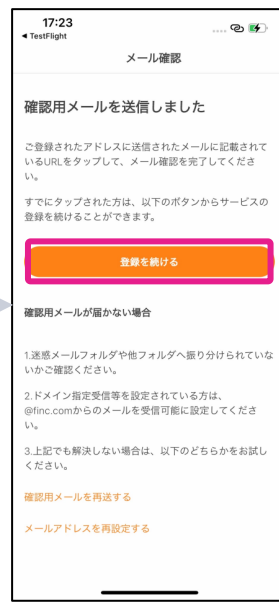 17:23
◀ TestFlight
メール確認
確認用メールを送信しました
ご登録されたアドレスに送信されたメールに記載されて
いるURLをタップして、メール確認を完了してくださ
い。
すでにタップされた方は、以下のボタンからサービスの
登録を続けることができます。
登録を続ける
確認用メールが届かない場合
1.迷惑メールフォルダや他フォルダへ振り分けられていな
いかご確認ください。
2.ドメイン指定受信等を設定されている方は、
@finc.comからのメールを受信可能に設定してくださ
い。
3.上記でも解決しない場合は、以下のどちらかをお試し
ください。
確認用メールを再送する
メールアドレスを再設定する